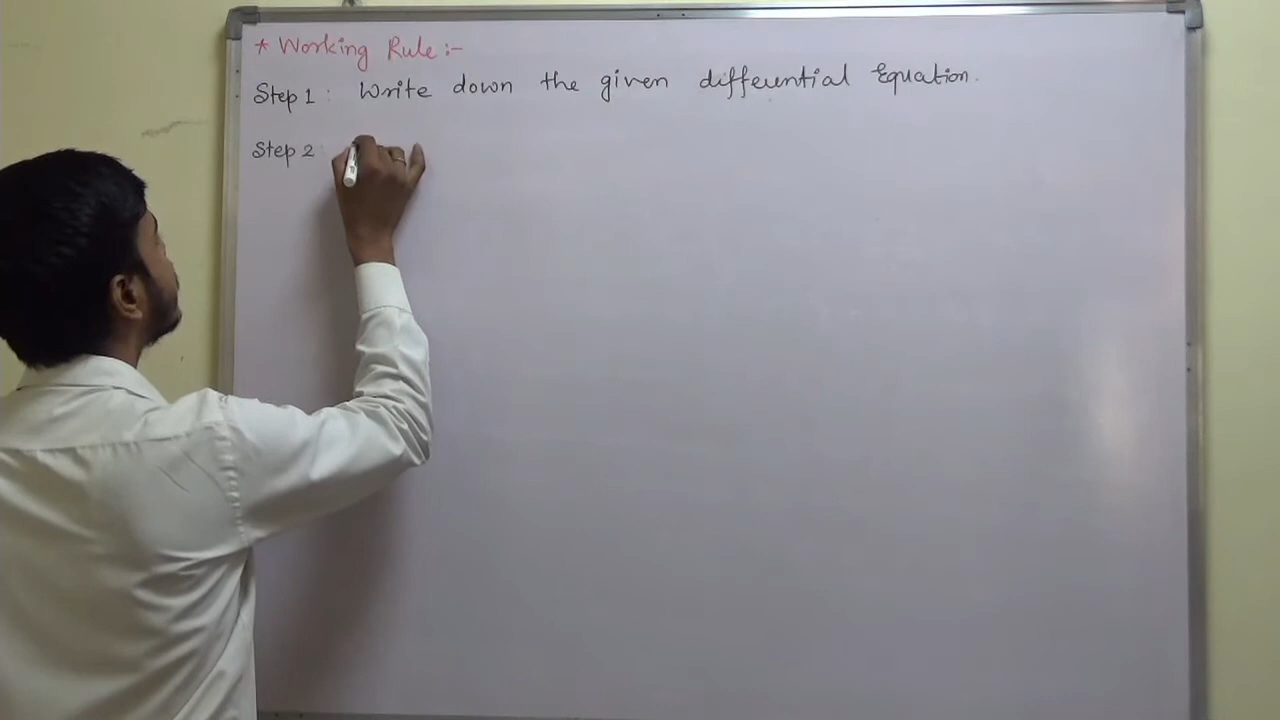 * Working Rule :-
Step 1 : Write down the given differential Equation.
Step 2 :